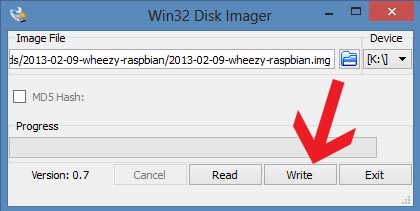 Win32 Disk Imager
Image File Device
ds/2013-02-09-wheezy-raspbian/2013-02-09-wheezy-raspbian.img [K:\]
MD5 Hash:
Progress
Version: 0.7 Cancel Read Write Exit